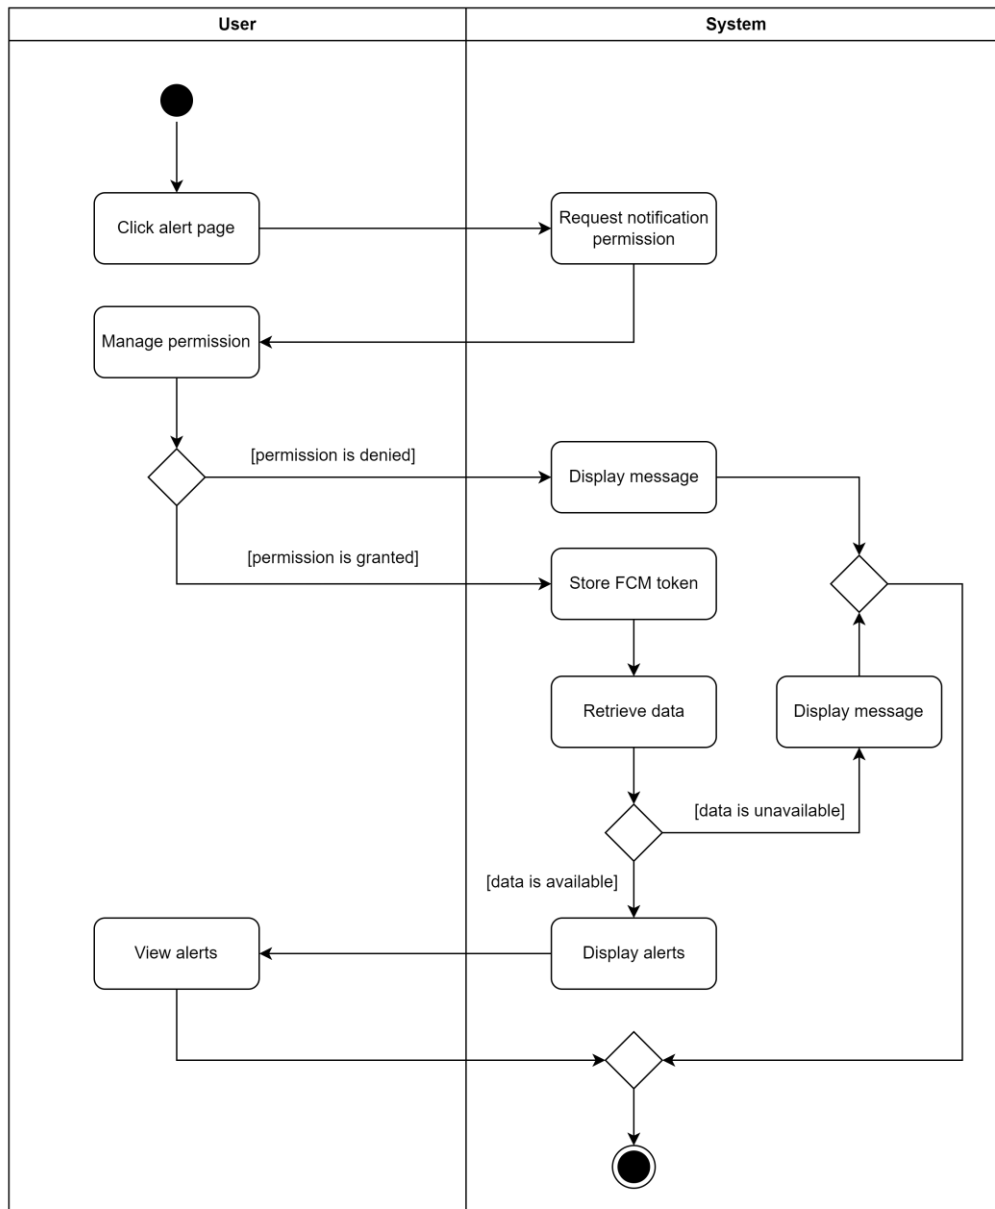 User
System
Click alert page
Request notification
permission
Manage permission
[permission is denied]
Display message
[permission is granted]
Store FCM token
Retrieve data
Display message
[data is unavailable]
[data is available]
View alerts
Display alerts